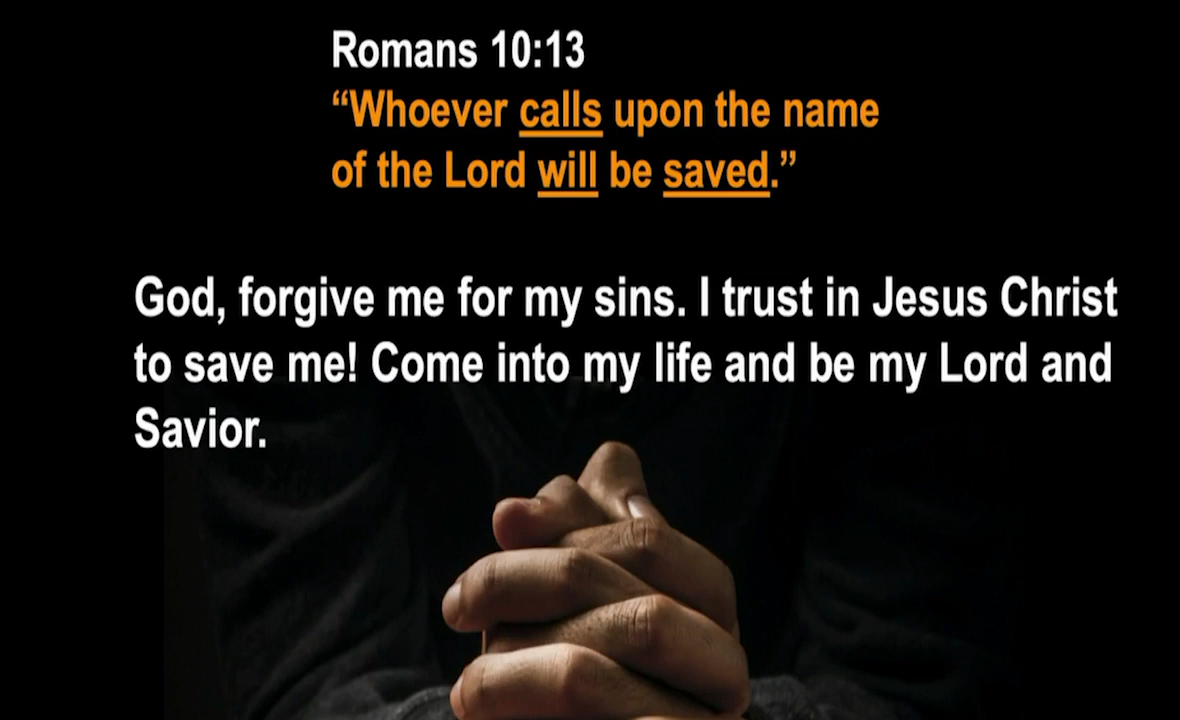 Romans 10:13
“Whoever calls upon the name
of the Lord will be saved.”
God, forgive me for my sins. I trust in Jesus Christ
to save me! Come into my life and be my Lord and
Savior.